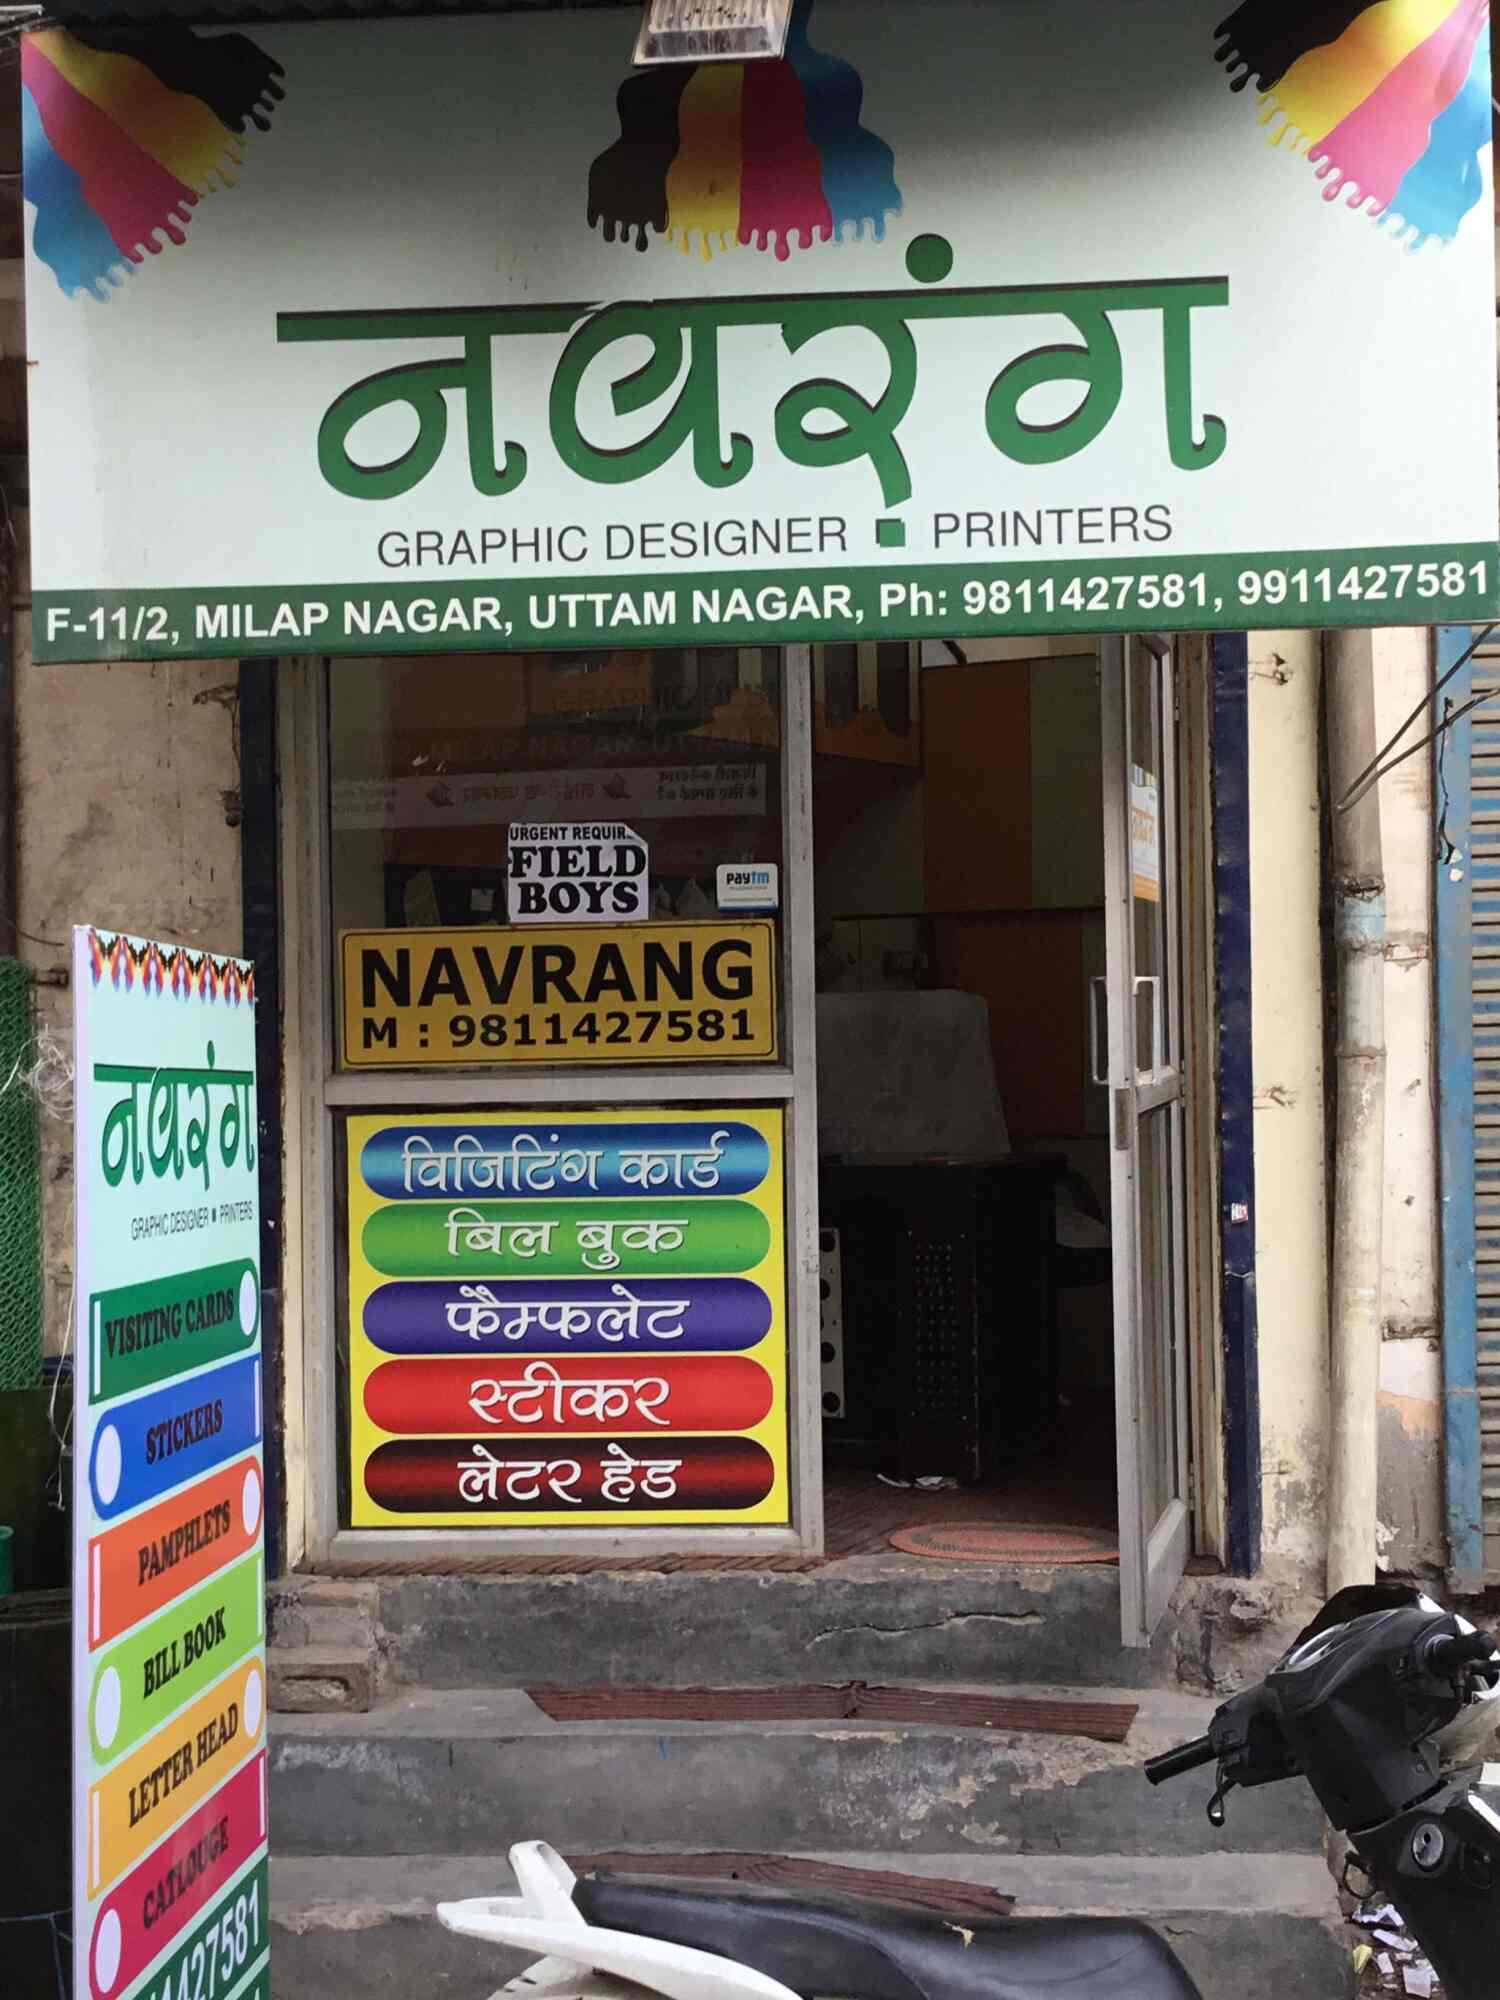 नवरंग
GRAPHIC DESIGNER ■ PRINTERS
F-11/2, MILAP NAGAR, UTTAM NAGAR, Ph: 9811427581, 9911427581
URGENT REQUIR
FIELD
BOYS
paytm
NAVRANG
M : 9811427581
विजिटिंग कार्ड
बिल बुक
फैम्फलेट
स्टीकर
लेटर हेड
नवरंग
GRAPHIC DESIGNER ■ PRINTERS
VISITING CARDS
STICKERS
PAMPHLETS
BILL BOOK
LETTER HEAD
CATLOUGE
1427581